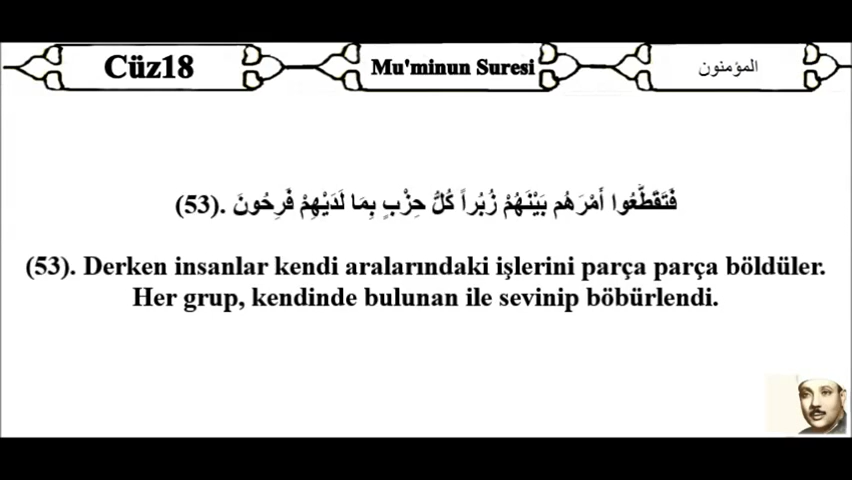 Cüz18
Mu'minun Suresi
المؤمنون
فَتَقَطَّعُوا أَمْرَهُم بَيْنَهُمْ زُبُراً كُلُّ حِزْبٍ بِمَا لَدَيْهِمْ فَرِحُونَ .(53)
(53). Derken insanlar kendi aralarındaki işlerini parça parça böldüler.
Her grup, kendinde bulunan ile sevinip böbürlendi.